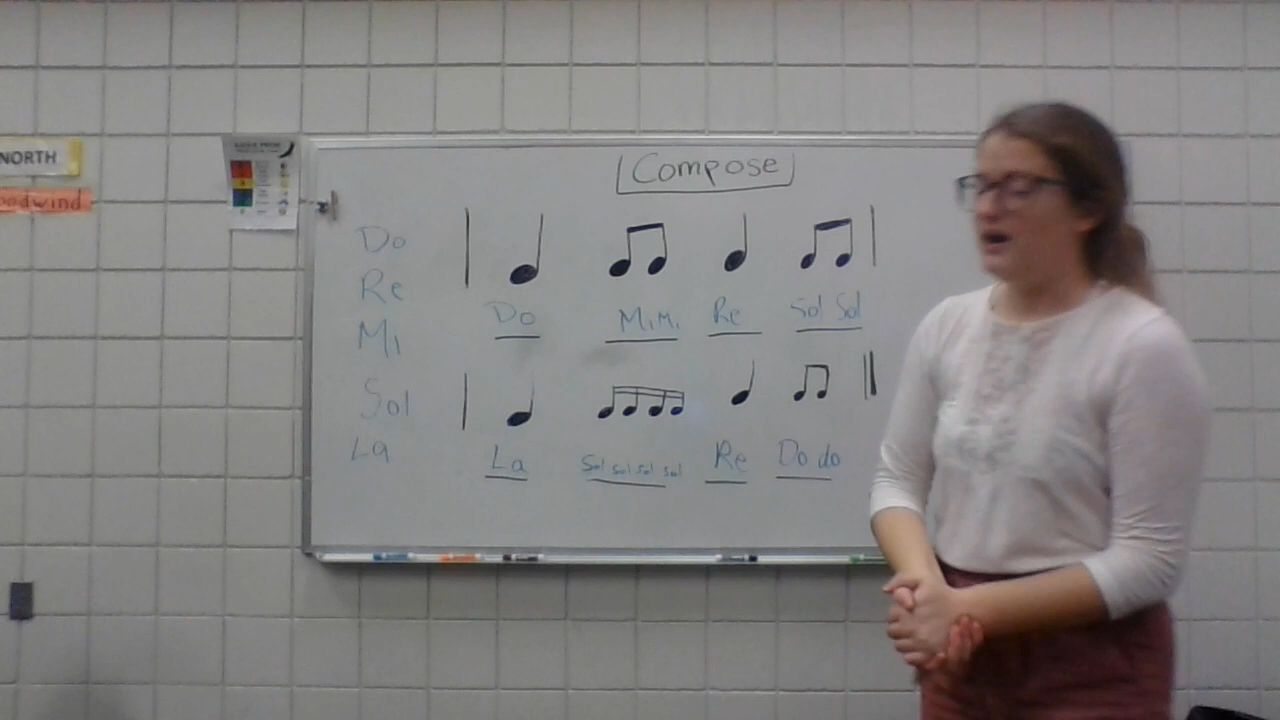 NORTH
Compose
Do
Re
Mi
Sol
La
Do MiMi Re Sol Sol
La Sol sol sol sol Re Do do